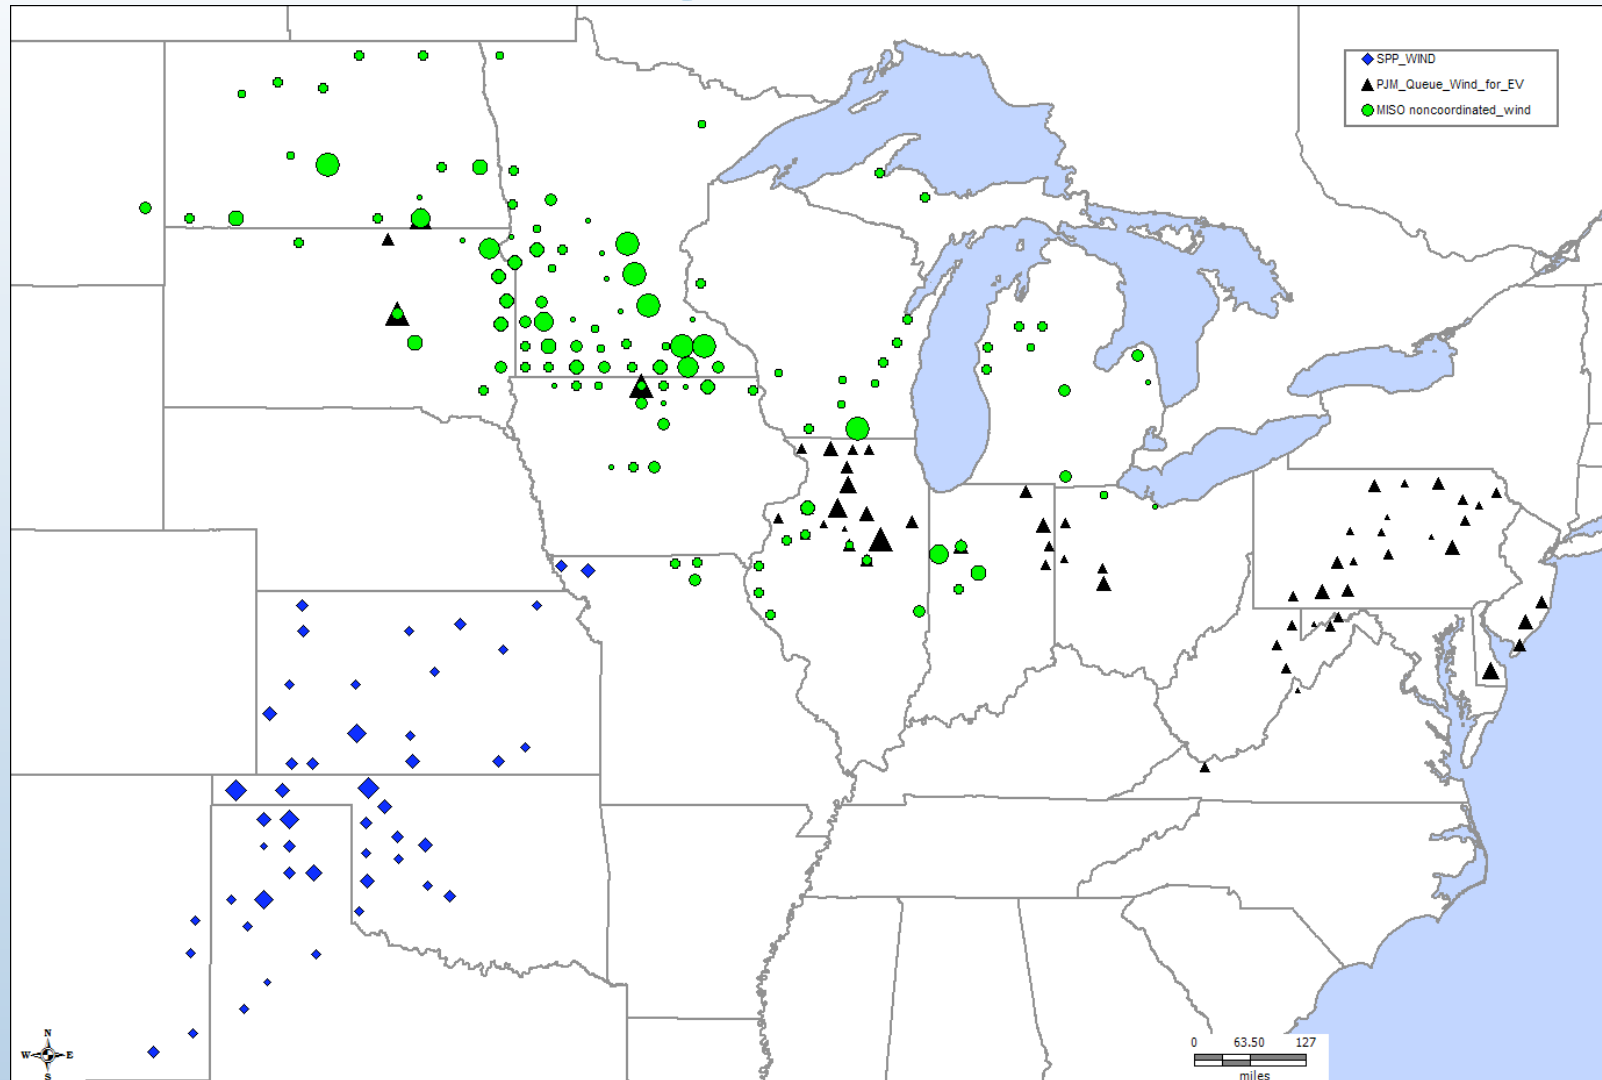 SPP_WIND
PJM_Queue_Wind_for_EV
MISO noncoordinated_wind
N
W E
S
0 63.50 127
miles